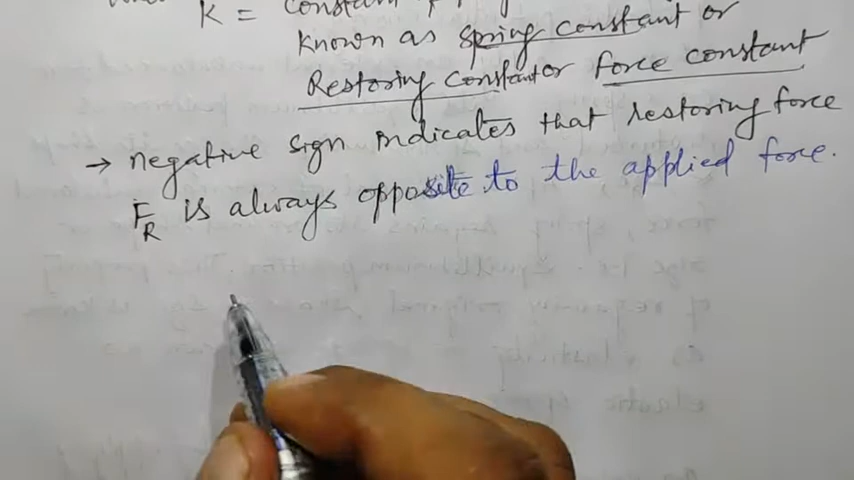 K = constant
known as spring constant or
Restoring constant or force constant
→ negative sign indicates that restoring force
F_R is always opposite to the applied force.